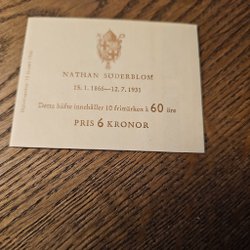 NATHAN SÖDERBLOM
15. 1. 1866—12. 7. 1931
Detta häfte innehåller 10 frimärken à 60 öre
PRIS 6 KRONOR